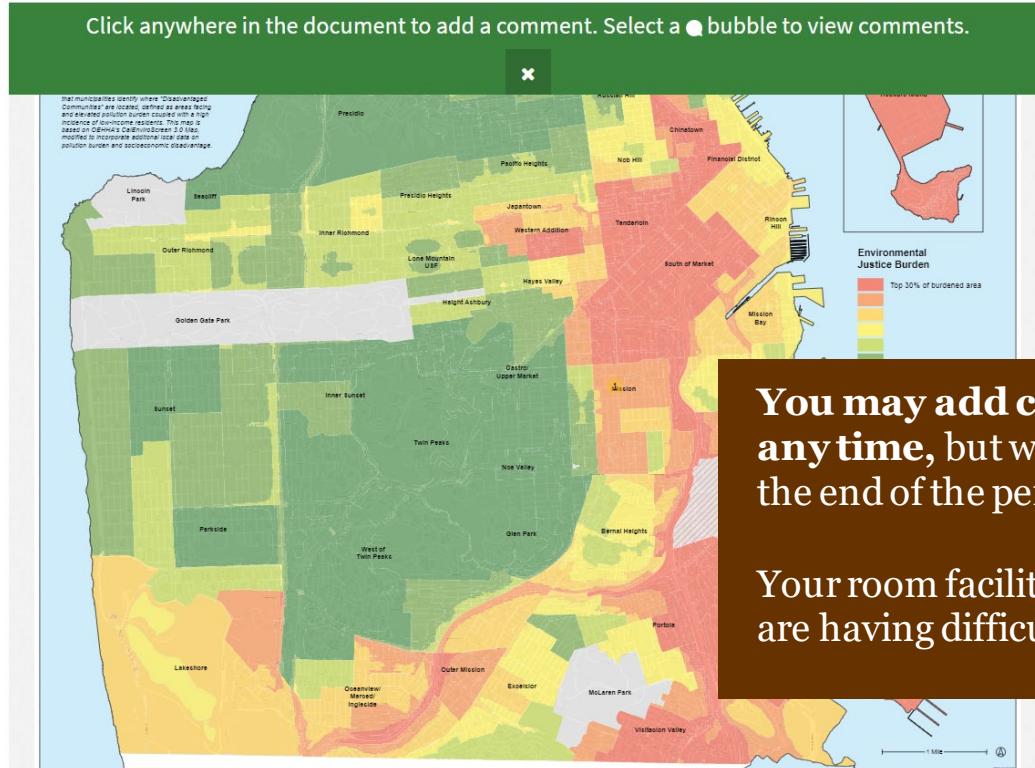 Click anywhere in the document to add a comment. Select a bubble to view comments.
that municipalities identify where "Disadvantaged
Communities" are located, defined as areas facing
and elevated pollution burden coupled with a high
incidence of low-income residents. This map is
based on OEHHA's CalEnviroScreen 3.0 Map,
modified to incorporate additional local data on
pollution burden and socioeconomic disadvantage.
Russian Hill
Presidio
Chinatown
Pacific Heights
Nob Hill
Financial District
Lincoln
Park
Seacliff
Presidio Heights
Japantown
Western Addition
Tenderloin
Rincon
Hill
Inner Richmond
Outer Richmond
Lone Mountain
USF
South of Market
Hayes Valley
Haight Ashbury
Golden Gate Park
Mission
Bay
Environmental
Justice Burden
Top 30% of burdened area
Castro/
Upper Market
Mission
Inner Sunset
Sunset
Twin Peaks
Noe Valley
Parkside
Glen Park
Bernal Heights
West of
Twin Peaks
Portola
Lakeshore
Outer Mission
Oceanview/
Merced/
Ingleside
Excelsior
McLaren Park
Visitacion Valley
1 Mile
You may add
any time, but
the end of the
Your room
are having